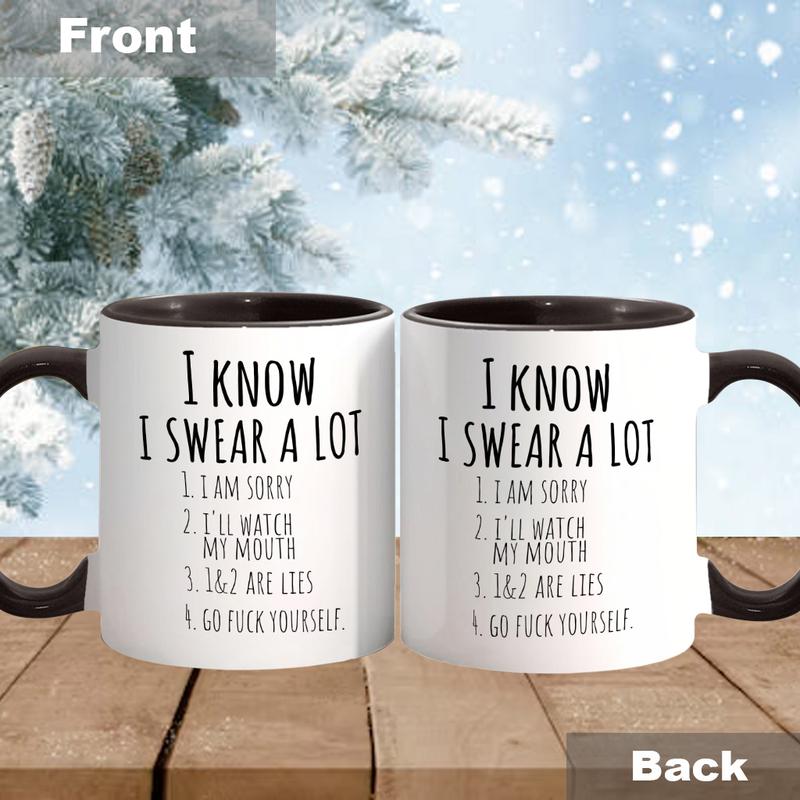 Front
I KNOW
I SWEAR A LOT
1. I AM SORRY
2. I'LL WATCH
MY MOUTH
3. 1&2 ARE LIES
4. GO FUCK YOURSELF.
I KNOW
I SWEAR A LOT
1. I AM SORRY
2. I'LL WATCH
MY MOUTH
3. 1&2 ARE LIES
4. GO FUCK YOURSELF.
Back